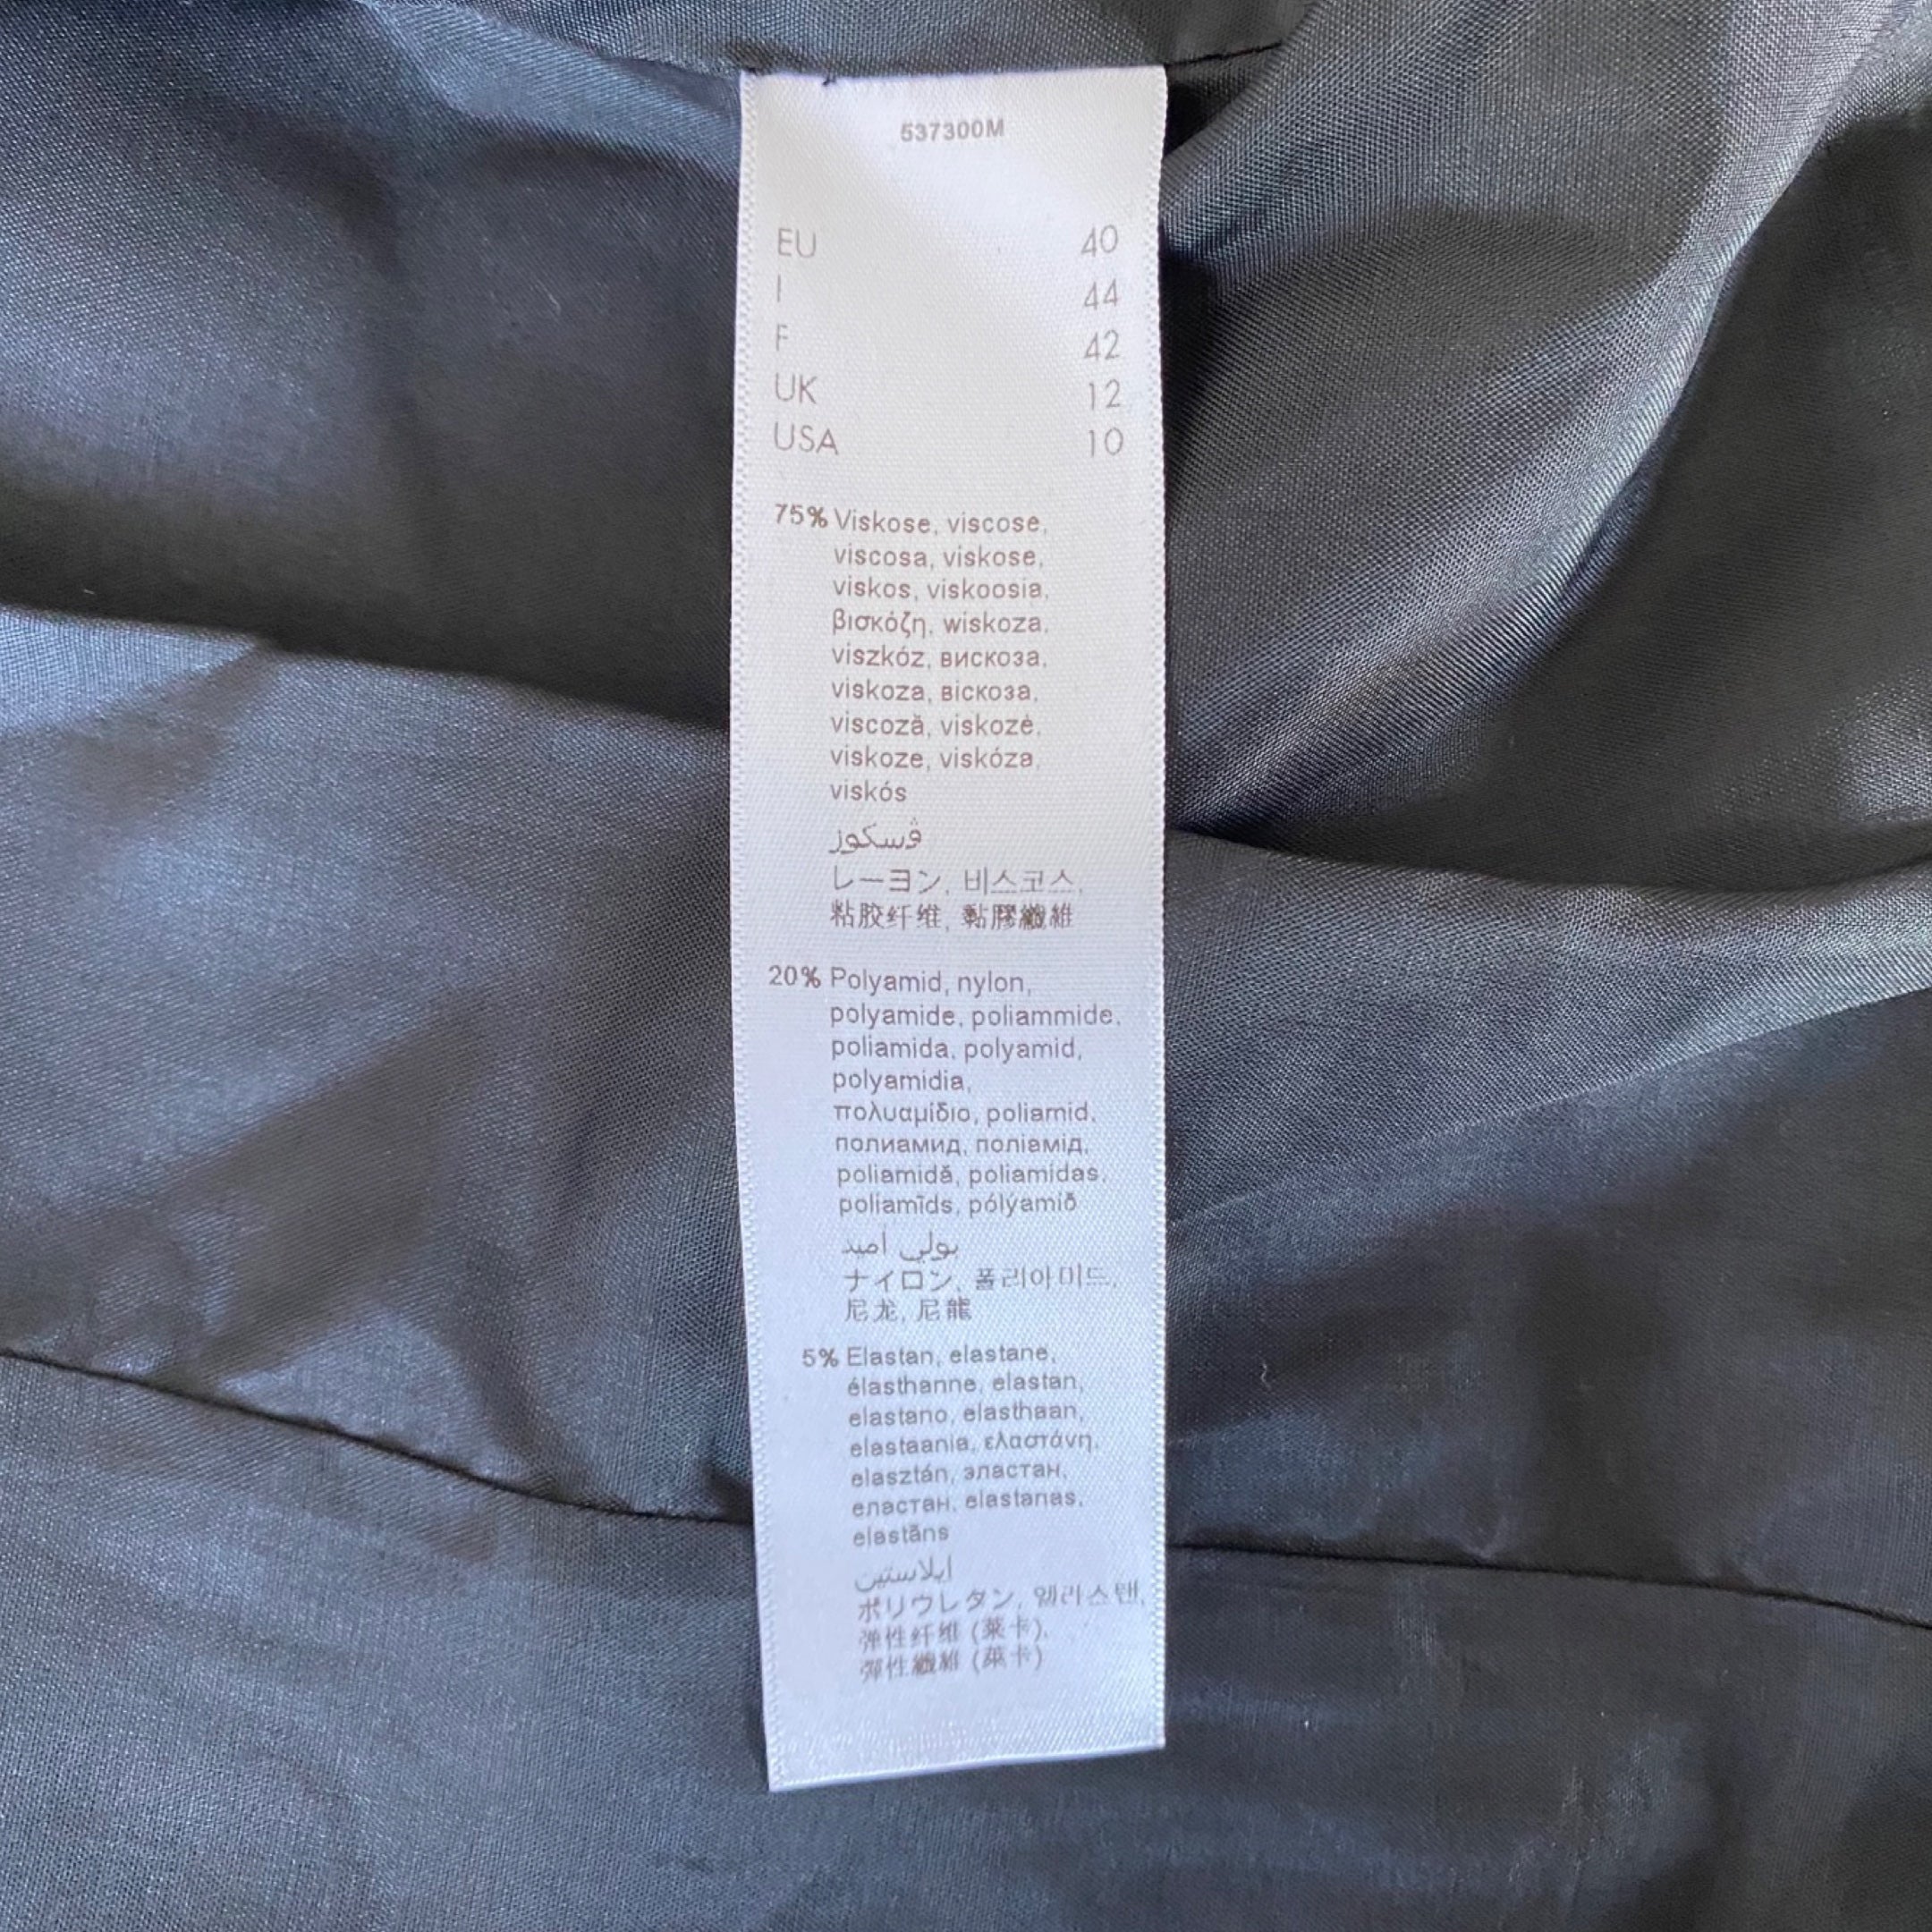 537300M
EU 40
I 44
F 42
UK 12
USA 10
75% Viskose, viscose,
viscosa, viskose,
viskos, viskoosia,
βισκόζη, wiskoza,
viszkóz, вискоза,
viskoza, віскоза,
viscoză, viskozė,
viskoze, viskóza,
viskós
ڤسكوز
レーヨン, 비스코스,
粘胶纤维, 黏膠纖維
20% Polyamid, nylon,
polyamide, poliammide,
poliamida, polyamid,
polyamidia,
πολυαμίδιο, poliamid,
полиамид, поліамід,
poliamidă, poliamidas,
poliamīds, pólýamíð
بولي أميد
ナイロン, 폴리아미드,
尼龙, 尼龍
5% Elastan, elastane,
élasthanne, elastan,
elastano, elasthaan,
elastaania, ελαστάνη,
elasztán, эластан,
еластан, elastanas,
elastāns
ايلاستين
ポリウレタン, 엘라스텐,
弹性纤维 (莱卡),
彈性纖維 (萊卡)